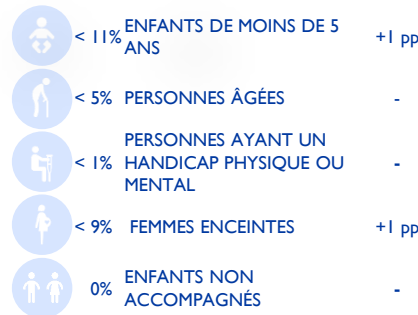 < 11% ENFANTS DE MOINS DE 5 +1 pp
ANS
< 5% PERSONNES ÂGÉES -
PERSONNES AYANT UN
< 1% HANDICAP PHYSIQUE OU -
MENTAL
< 9% FEMMES ENCEINTES +1 pp
0% ENFANTS NON -
ACCOMPAGNÉS